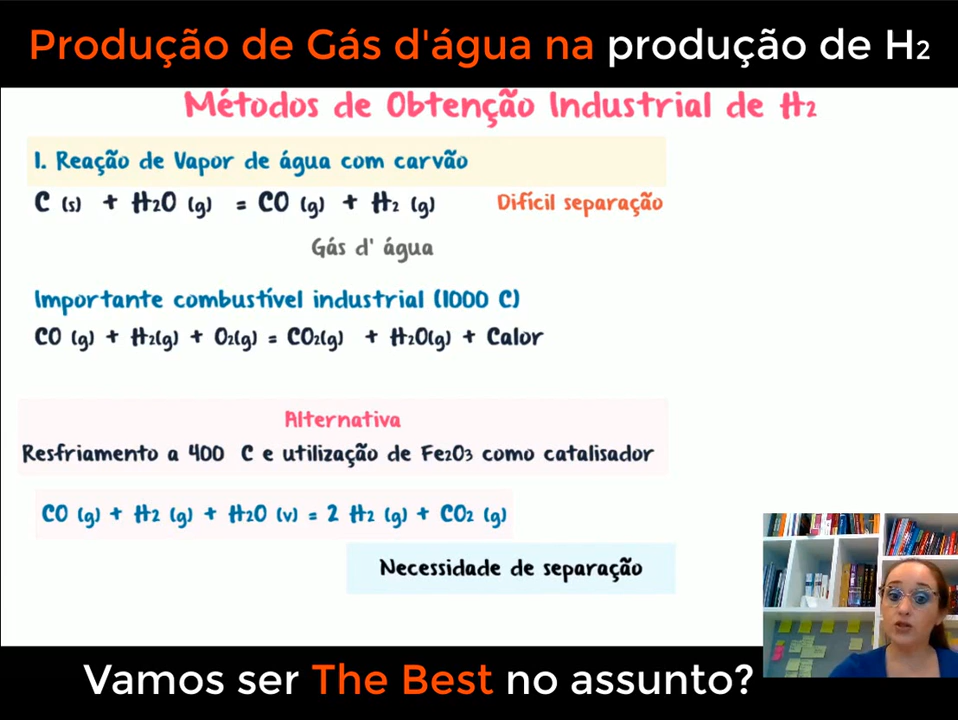 Produção de Gás d'água na produção de H₂
Métodos de Obtenção Industrial de H₂
1. Reação de Vapor de água com carvão
C (s) + H₂O (g) = CO (g) + H₂ (g) Difícil separação
Gás d' água
Importante combustível industrial (1000 C)
CO (g) + H₂(g) + O₂(g) = CO₂(g) + H₂O(g) + Calor
Alternativa
Resfriamento a 400 C e utilização de Fe₂O₃ como catalisador
CO (g) + H₂ (g) + H₂O (v) = 2 H₂ (g) + CO₂ (g)
Necessidade de separação
Vamos ser The Best no assunto?